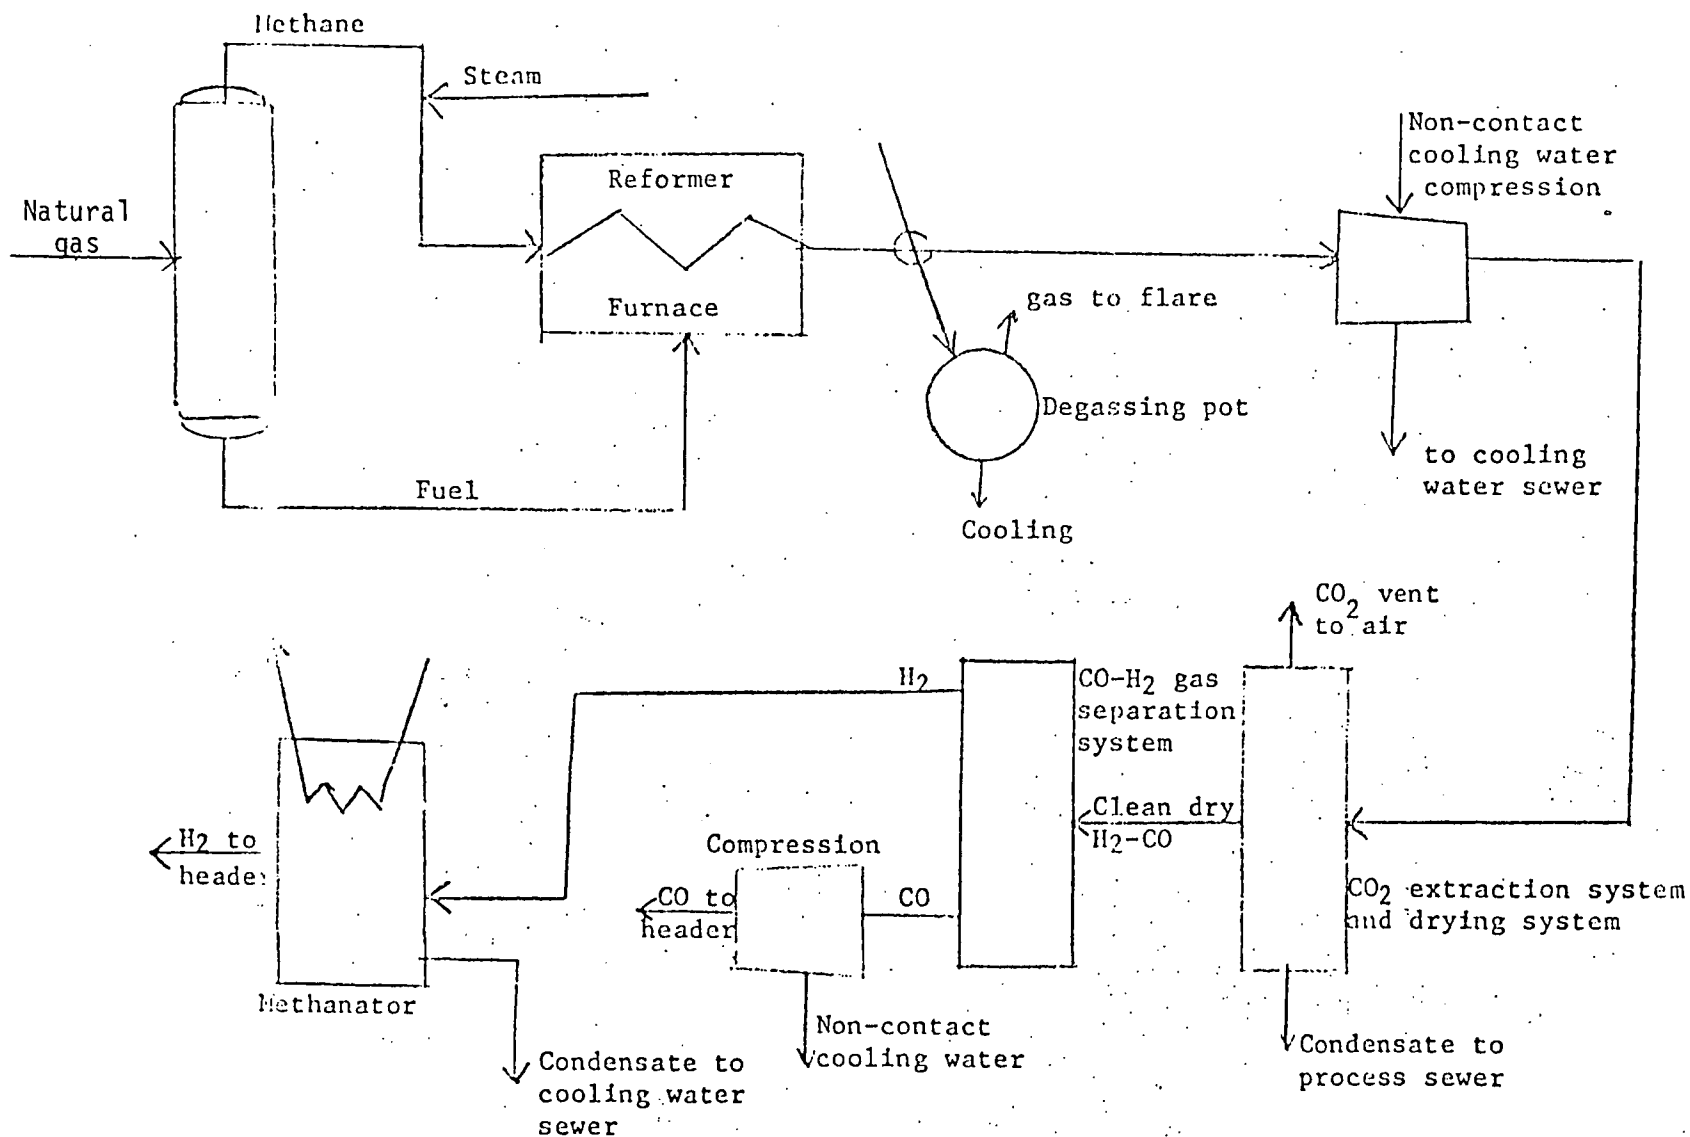 Methane
Steam
Natural
gas
Reformer
Furnace
Fuel
gas to flare
Degassing pot
Cooling
Non-contact
cooling water
compression
to cooling
water sewer
CO2 vent
to air
H2
CO-H2 gas
separation
system
Clean dry
H2-CO
CO2 extraction system
and drying system
Condensate to
process sewer
Compression
CO
CO to
header
Non-contact
cooling water
H2 to
header
Methanator
Condensate to
cooling water
sewer